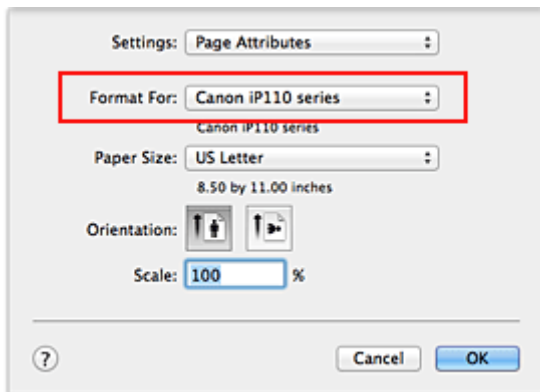 Settings: Page Attributes
Format For: Canon iP110 series
Canon iP110 series
Paper Size: US Letter
8.50 by 11.00 inches
Orientation:
Scale: 100 %
? Cancel OK